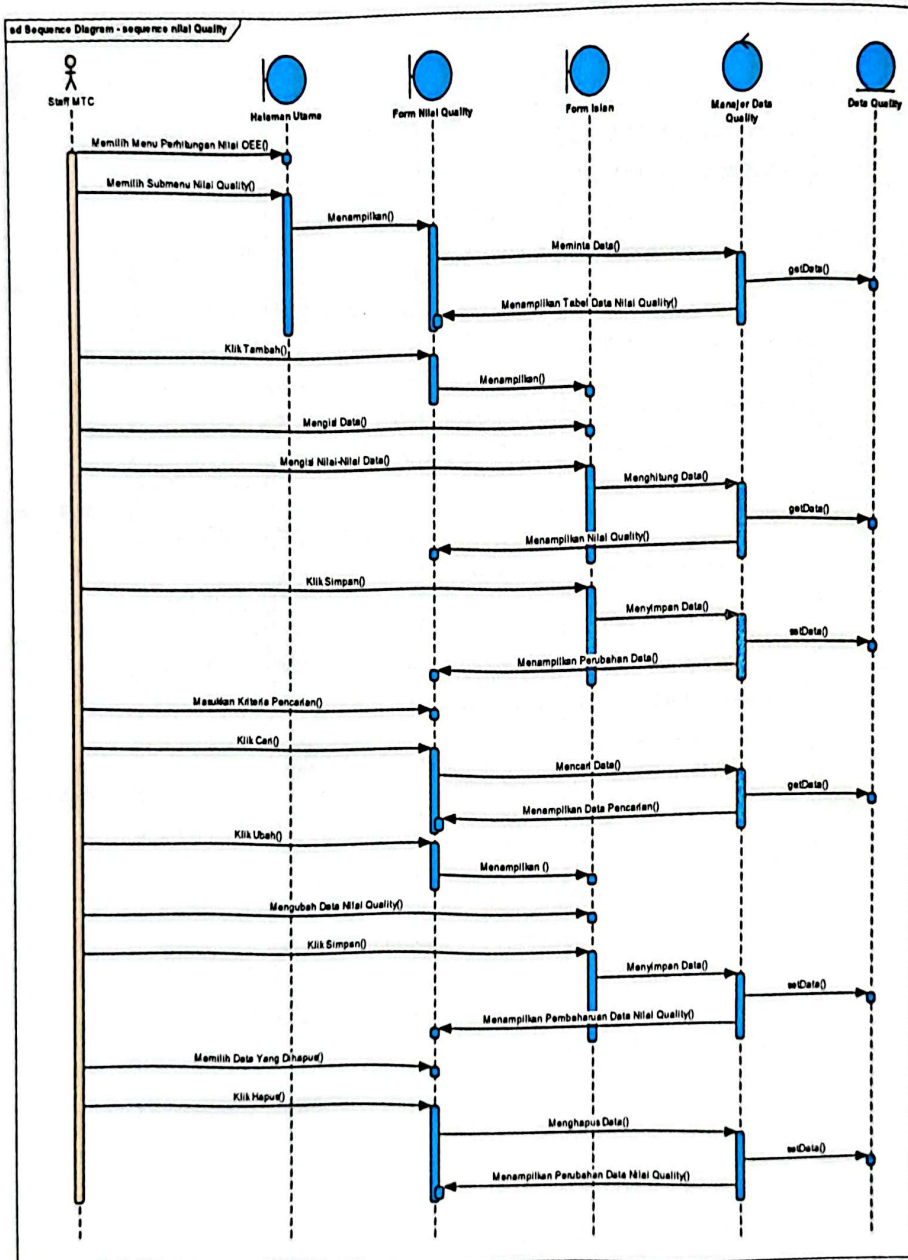 sd Sequence Diagram - sequence nilai Quality
Staff MTC
Halaman Utama
Form Nilai Quality
Form Isian
Manajer Data
Quality
Data Quality
Memilih Menu Perhitungan Nilai OEE()
Memilih Submenu Nilai Quality()
Menampilkan()
Meminta Data()
getData()
Menampilkan Tabel Data Nilai Quality()
Klik Tambah()
Menampilkan()
Mengisi Data()
Mengisi Nilai-Nilai Data()
Menghitung Data()
getData()
Menampilkan Nilai Quality()
Klik Simpan()
Menyimpan Data()
setData()
Menampilkan Perubahan Data()
Masukkan Kriteria Pencarian()
Klik Cari()
Mencari Data()
getData()
Menampilkan Data Pencarian()
Klik Ubah()
Menampilkan ()
Mengubah Data Nilai Quality()
Klik Simpan()
Menyimpan Data()
setData()
Menampilkan Pembaharuan Data Nilai Quality()
Memilih Data Yang Dihapus()
Klik Hapus()
Menghapus Data()
setData()
Menampilkan Perubahan Data Nilai Quality()